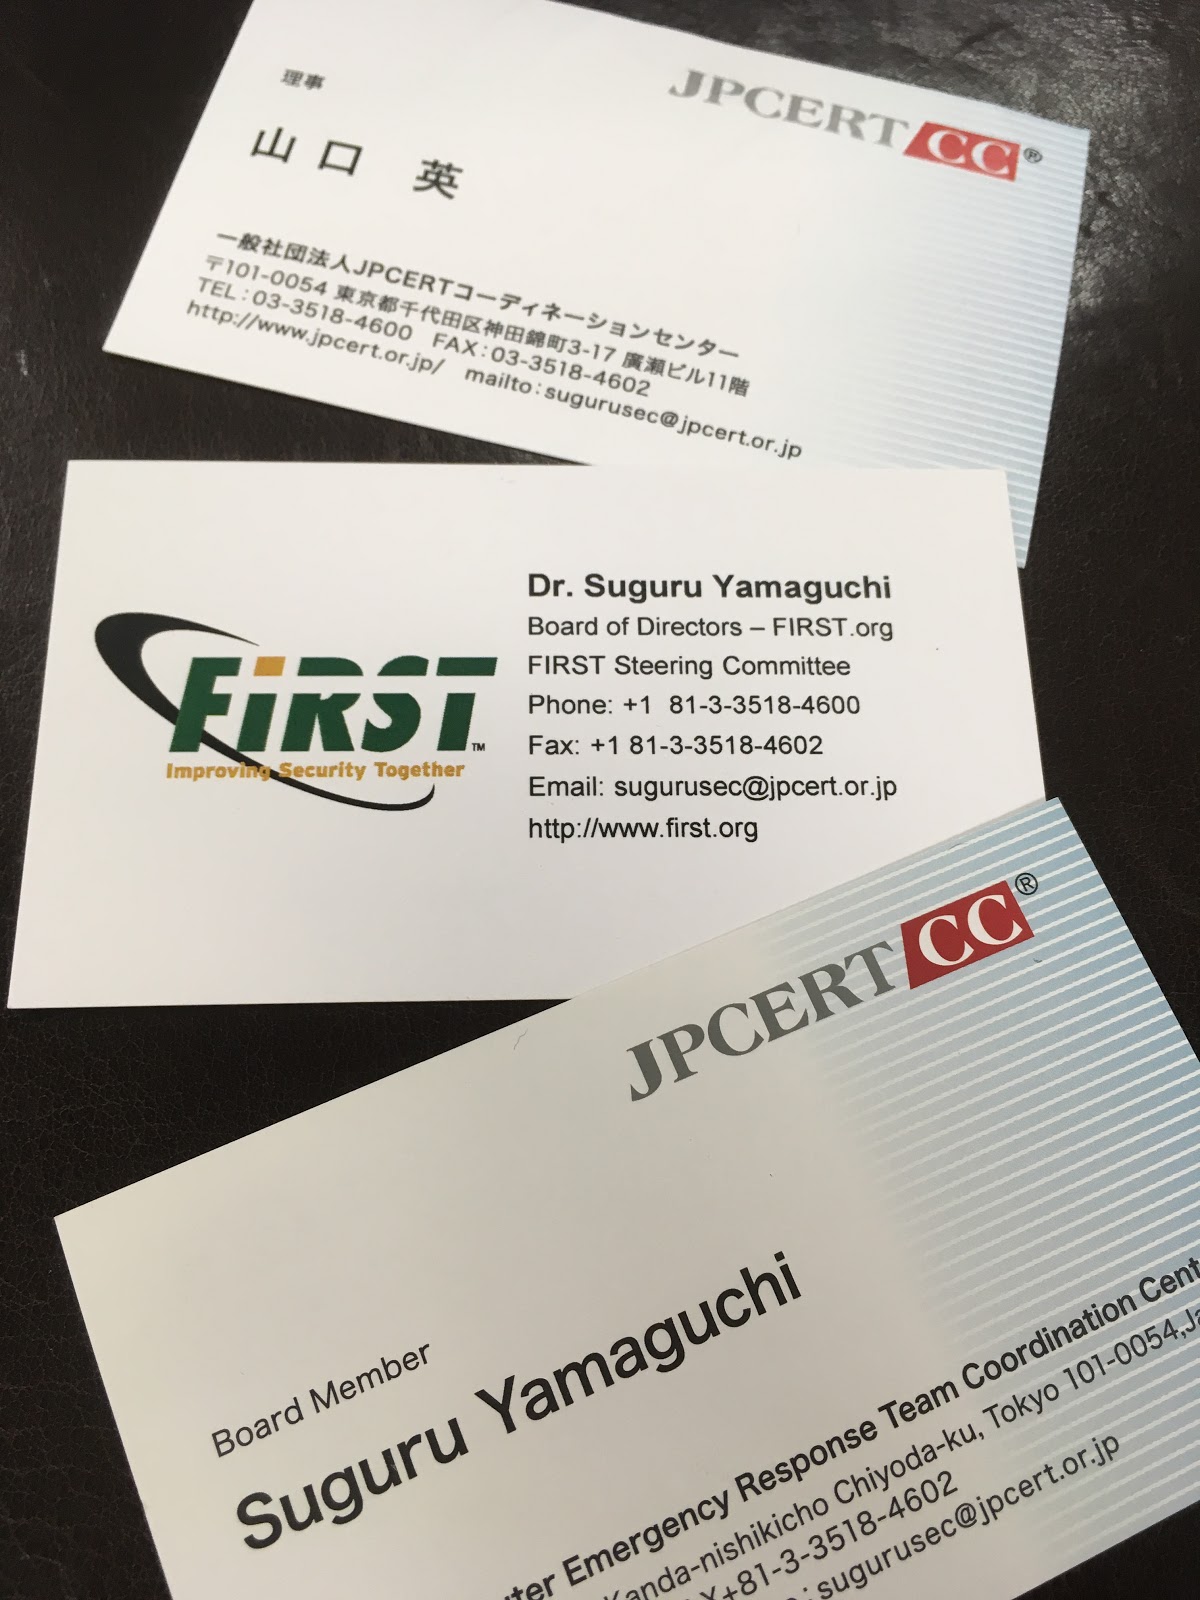 理事
JPCERT CC®
山口 英
一般社団法人JPCERTコーディネーションセンター
〒101-0054 東京都千代田区神田錦町3-17 廣瀬ビル11階
TEL:03-3518-4600 FAX:03-3518-4602
http://www.jpcert.or.jp/ mailto:sugurusec@jpcert.or.jp
FiRST™
Improving Security Together
Dr. Suguru Yamaguchi
Board of Directors – FIRST.org
FIRST Steering Committee
Phone: +1 81-3-3518-4600
Fax: +1 81-3-3518-4602
Email: sugurusec@jpcert.or.jp
http://www.first.org
JPCERT CC®
Board Member
Suguru Yamaguchi
Emergency Response Team Coordination
Kanda-nishikicho Chiyoda-ku, Tokyo 101-0054,
+81-3-3518-4602
: sugurusec@jpcert.or.jp